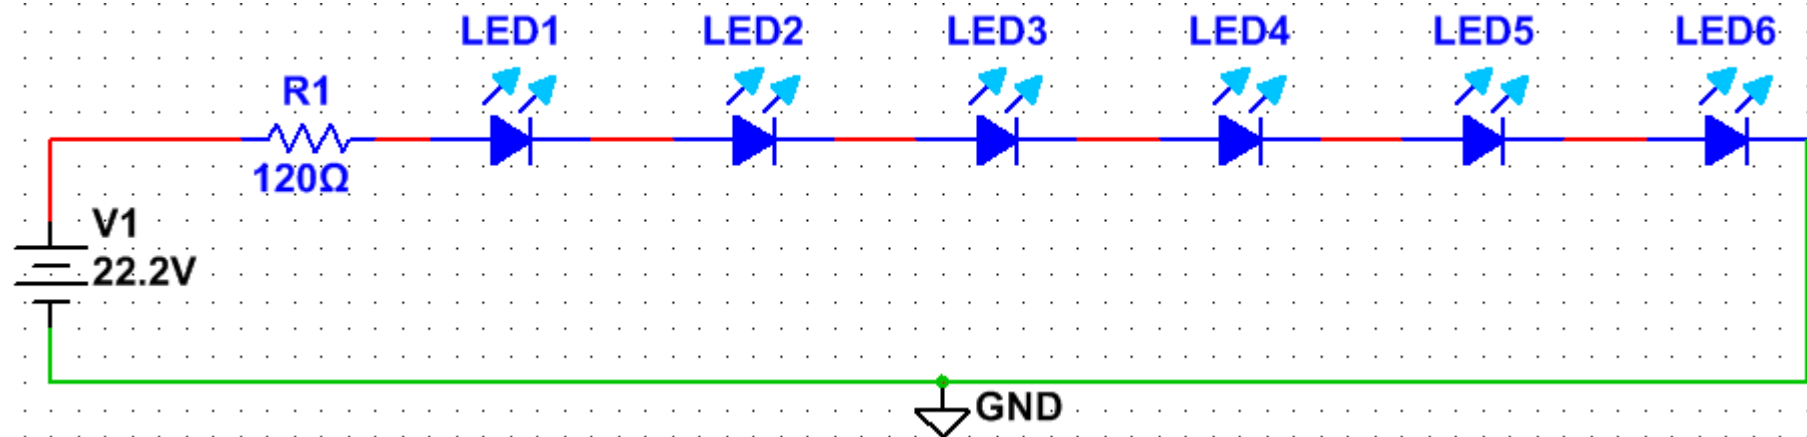 LED1 LED2 LED3 LED4 LED5 LED6
R1
120Ω
V1
22.2V
GND